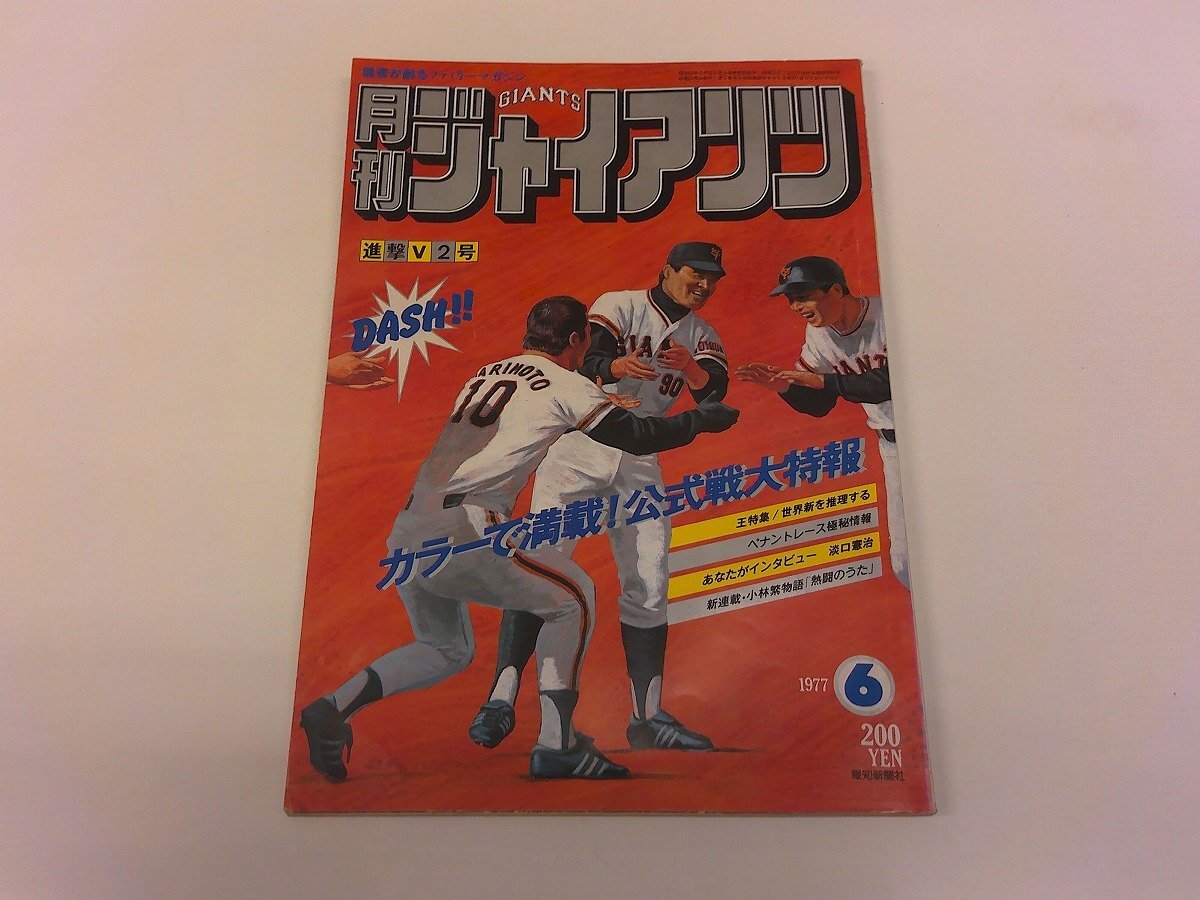 GIANTS
月刊
ジャイアンツ
進撃V2号
DASH!!
ARIMOTO
10
90
カラーで満載!公式戦大特報
王特集/世界新を推理する
ペナントレース極秘情報
あなたがインタビュー 淡口憲治
新連載・小林繁物語「熱闘のうた」
1977
6
200
YEN
報知新聞社